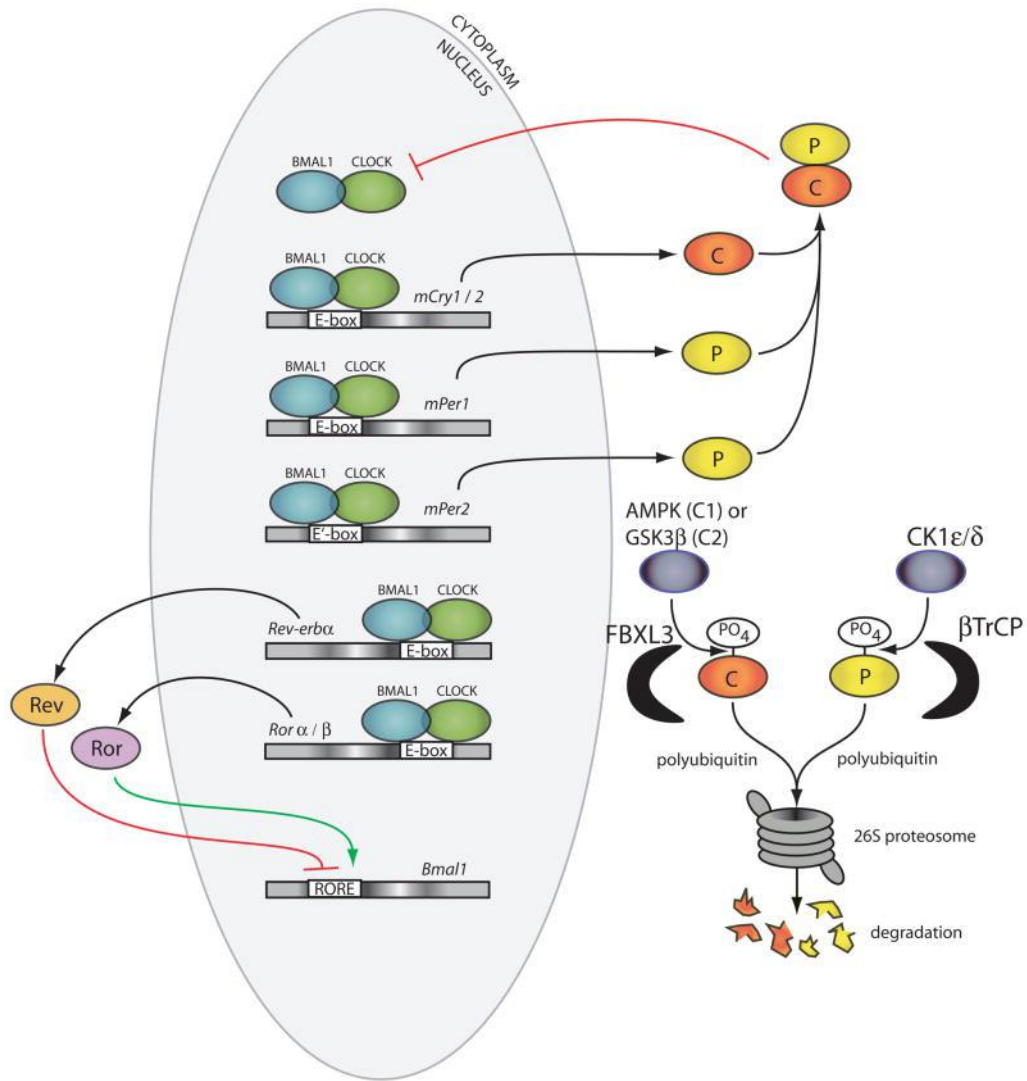 CYTOPLASM
NUCLEUS
P
C
BMAL1 CLOCK
BMAL1 CLOCK
mCry1 / 2
E-box
C
BMAL1 CLOCK
mPer1
E-box
P
BMAL1 CLOCK
mPer2
E'-box
P
AMPK (C1) or
GSK3β (C2)
CK1ε/δ
BMAL1 CLOCK
Rev-erbα
E-box
FBXL3
PO4
C
PO4
P
βTrCP
Rev
BMAL1 CLOCK
Ror α / β
E-box
Ror
polyubiquitin
polyubiquitin
26S proteosome
Bmal1
RORE
degradation